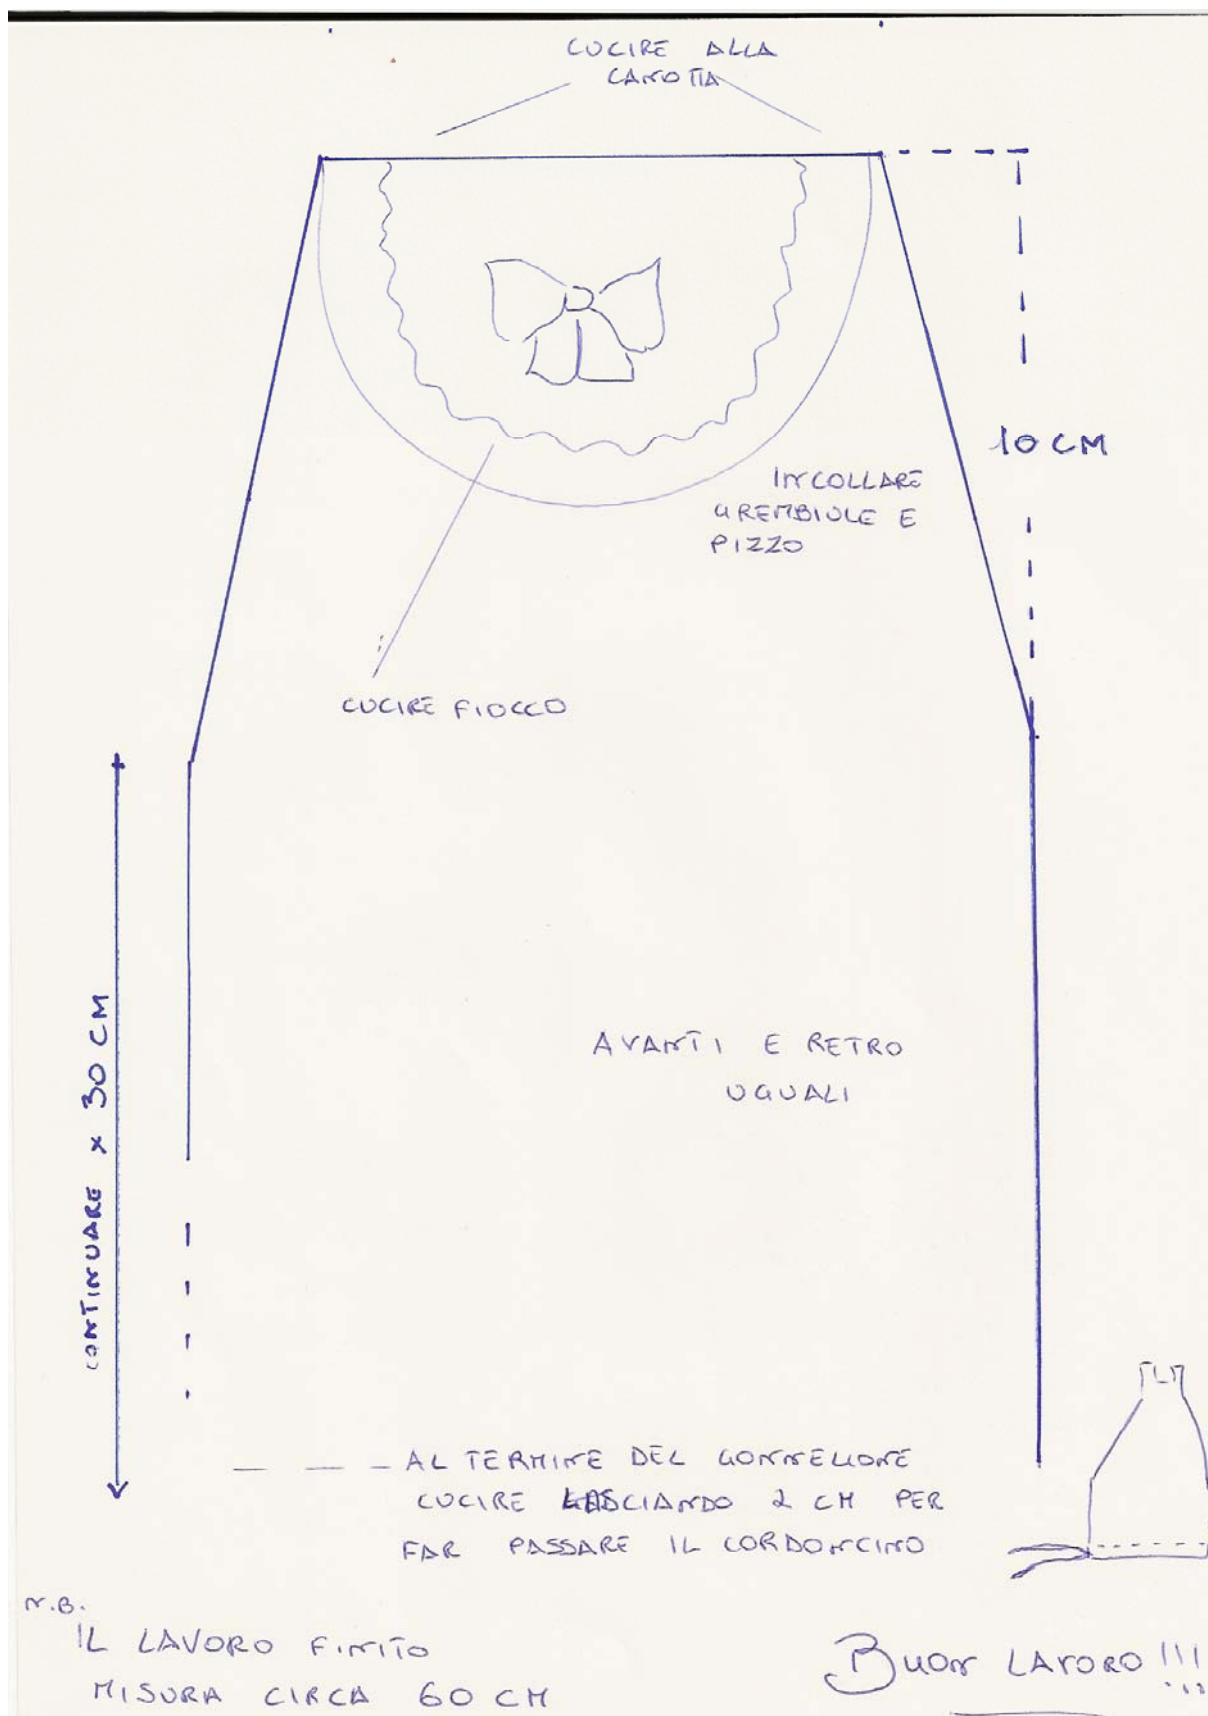 CUCIRE ALLA
CANOTTA
10 CM
INCOLLARE
GREMBIULE E
PIZZO
CUCIRE FIOCCO
CONTINUARE x 30 CM
AVANTI E RETRO
UGUALI
AL TERMINE DEL GONNELLONE
CUCIRE LASCIANDO 2 CM PER
FAR PASSARE IL CORDONCINO
N.B.
IL LAVORO FINITO
MISURA CIRCA 60 CM
BUON LAVORO !!!